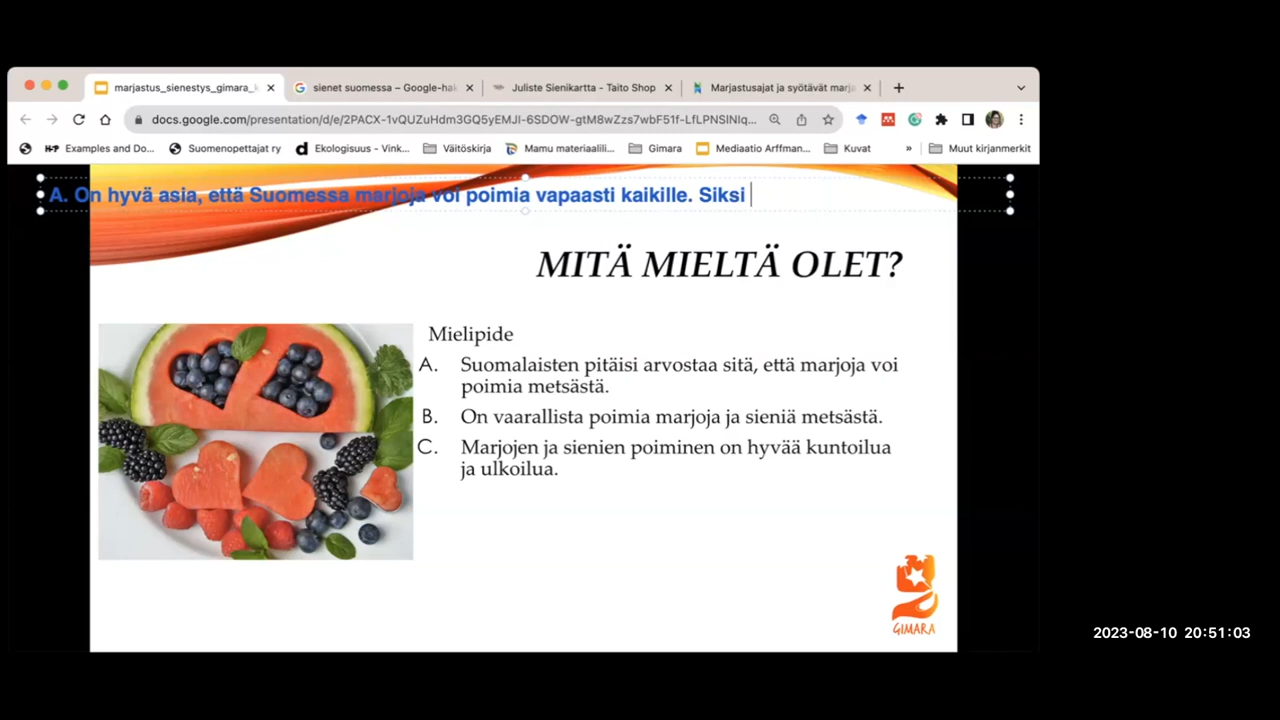 marjastus_sienestys_gimara_k
sienet suomessa – Google-hak
Juliste Sienikartta - Taito Shop
Marjastusajat ja syötävät marja
docs.google.com/presentation/d/e/2PACX-1vQUZuHdm3GQ5yEMJI-6SDOW-gtM8wZzs7wbF51f-LfLPNSINIq...
Examples and Do...
Suomenopettajat ry
Ekologisuus - Vink...
Väitöskirja
Mamu materiaalili...
Gimara
Mediaatio Arffman...
Kuvat
»
Muut kirjanmerkit
A. On hyvä asia, että Suomessa marjoja voi poimia vapaasti kaikille. Siksi
MITÄ MIELTÄ OLET?
Mielipide
A. Suomalaisten pitäisi arvostaa sitä, että marjoja voi
poimia metsästä.
B. On vaarallista poimia marjoja ja sieniä metsästä.
C. Marjojen ja sienien poiminen on hyvää kuntoilua
ja ulkoilua.
GIMARA
2023-08-10 20:51:03